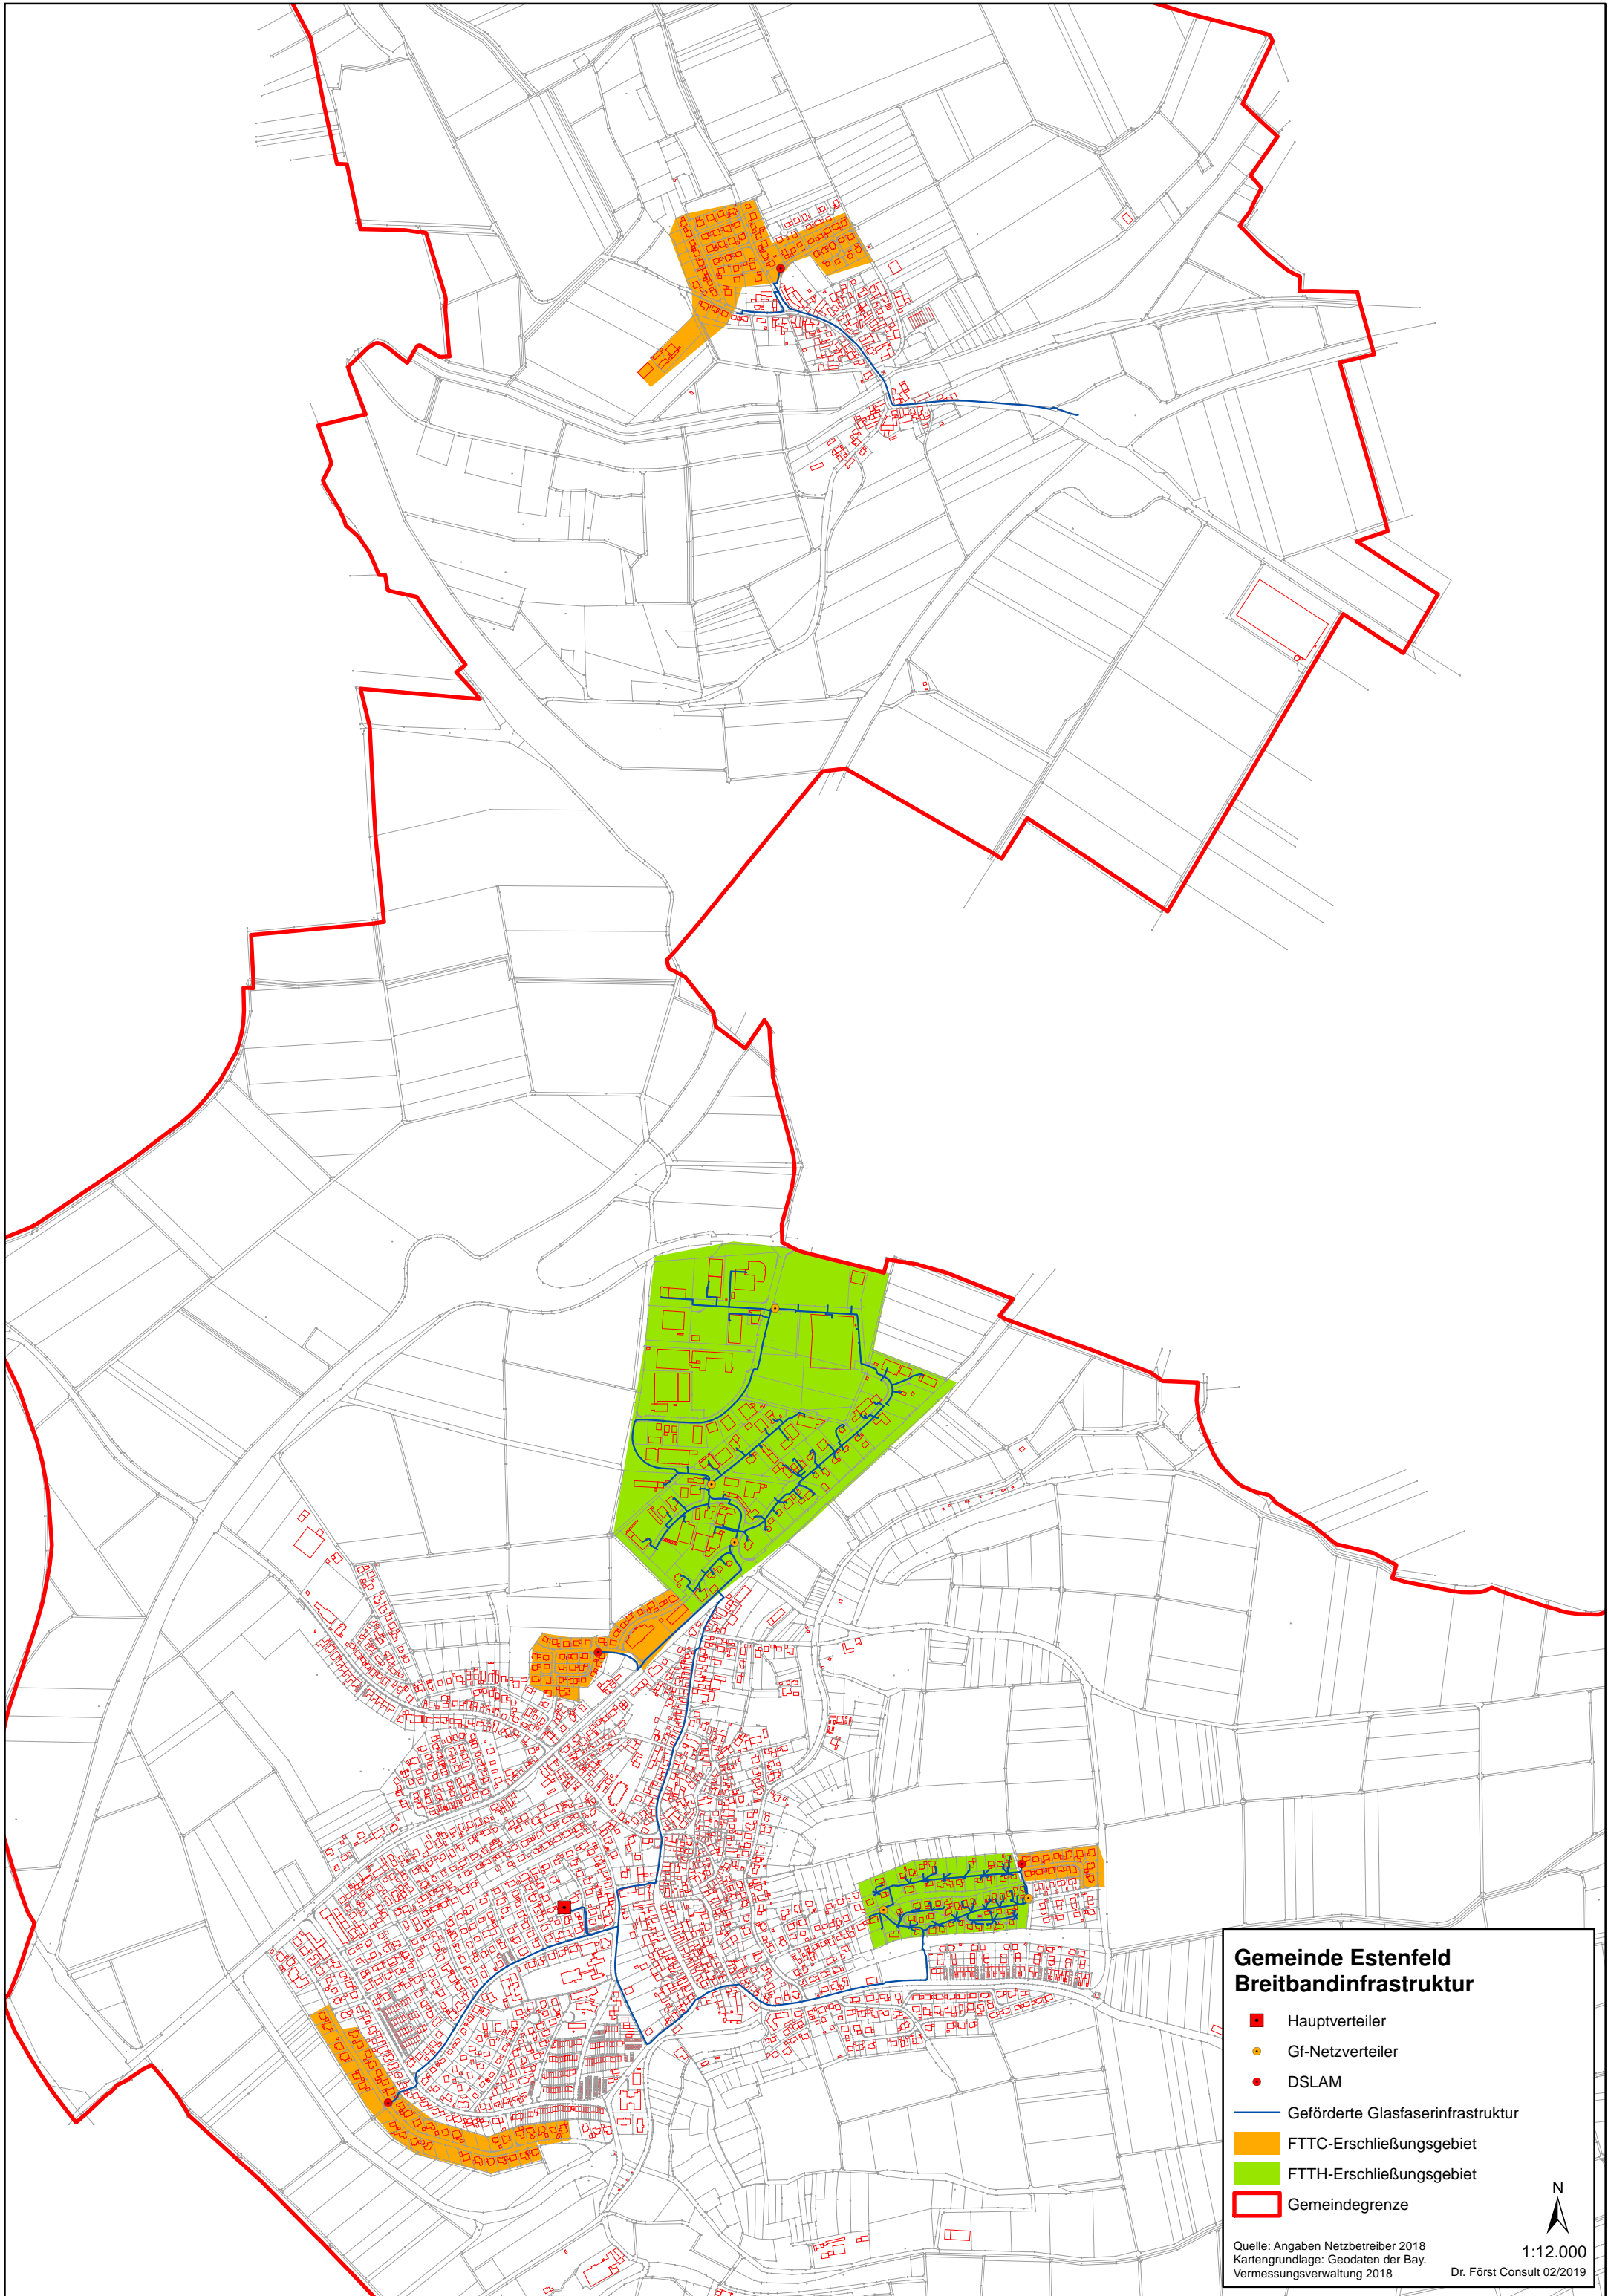 Gemeinde Estenfeld
Breitbandinfrastruktur
Hauptverteiler
Gf-Netzverteiler
DSLAM
Geförderte Glasfaserinfrastruktur
FTTC-Erschließungsgebiet
FTTH-Erschließungsgebiet
Gemeindegrenze
N
1:12.000
Quelle: Angaben Netzbetreiber 2018
Kartengrundlage: Geodaten der Bay.
Vermessungsverwaltung 2018
Dr. Först Consult 02/2019